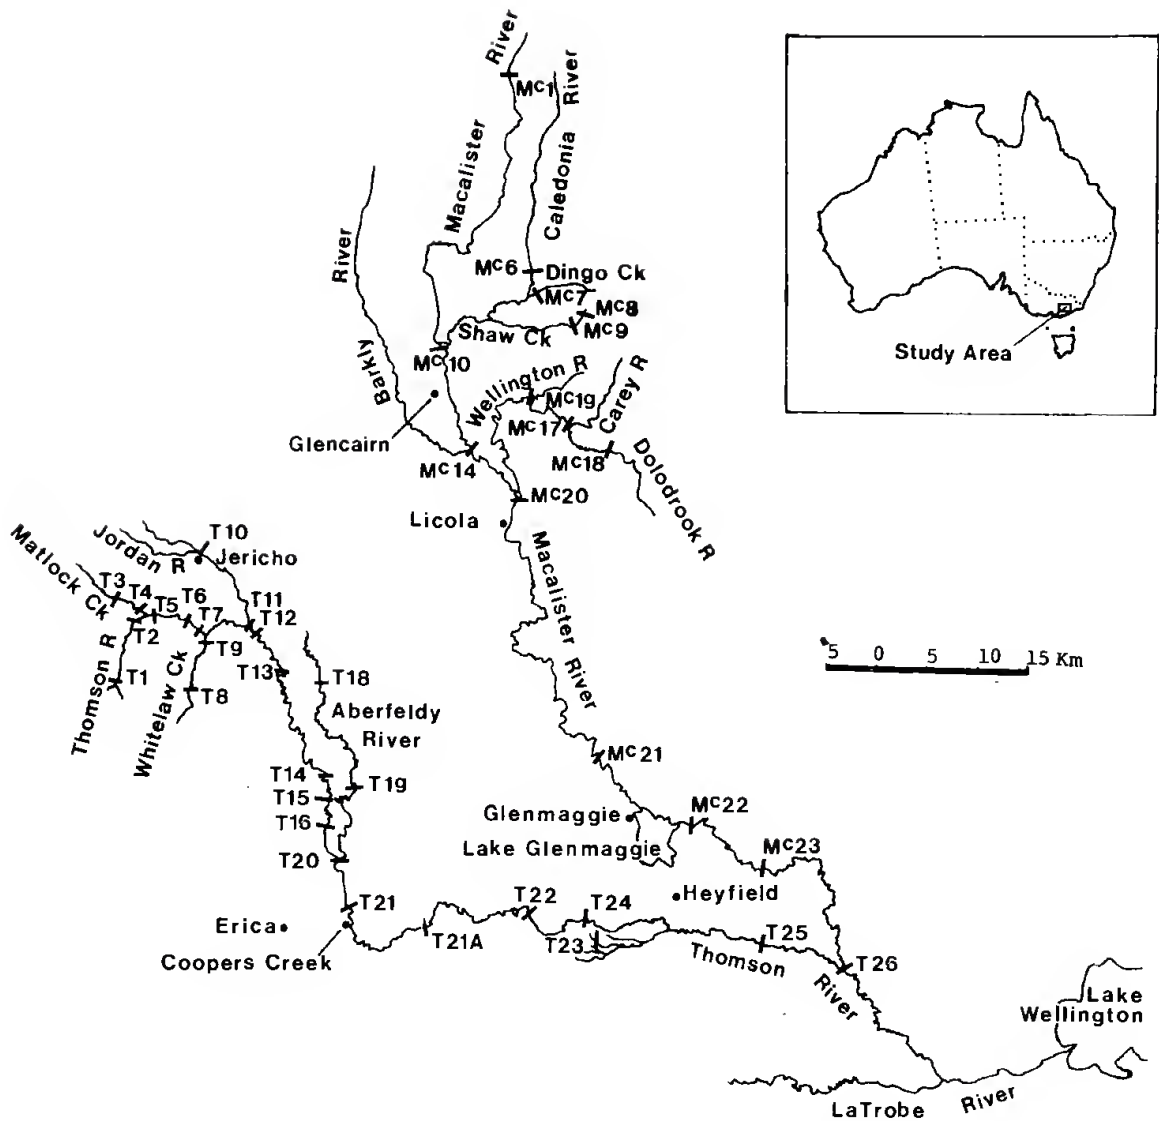 River
Mc1
River
Macalister
Caledonia
River
Mc6
Dingo Ck
Mc7
Mc8
Mc9
Shaw Ck
Mc10
Barkly
Glencairn
Wellington R
Mc19
Carey R
Mc17
Mc18
Mc14
Dolodrook R
Mc20
Licola
Macalister River
Study Area
5 0 5 10 15 Km
T10
Jordan R
Jericho
Matlock Ck
T3
T4
T5
T6
T7
T11
T12
T2
T9
Thomson R
T1
Whitelaw Ck
T8
T13
T18
Aberfeldy
River
T14
T19
T15
T16
T20
T21
Erica
Coopers Creek
T21A
Mc21
Glenmaggie
Mc22
Lake Glenmaggie
Mc23
Heyfield
T22
T24
T23
T25
Thomson
River
T26
Lake
Wellington
LaTrobe
River